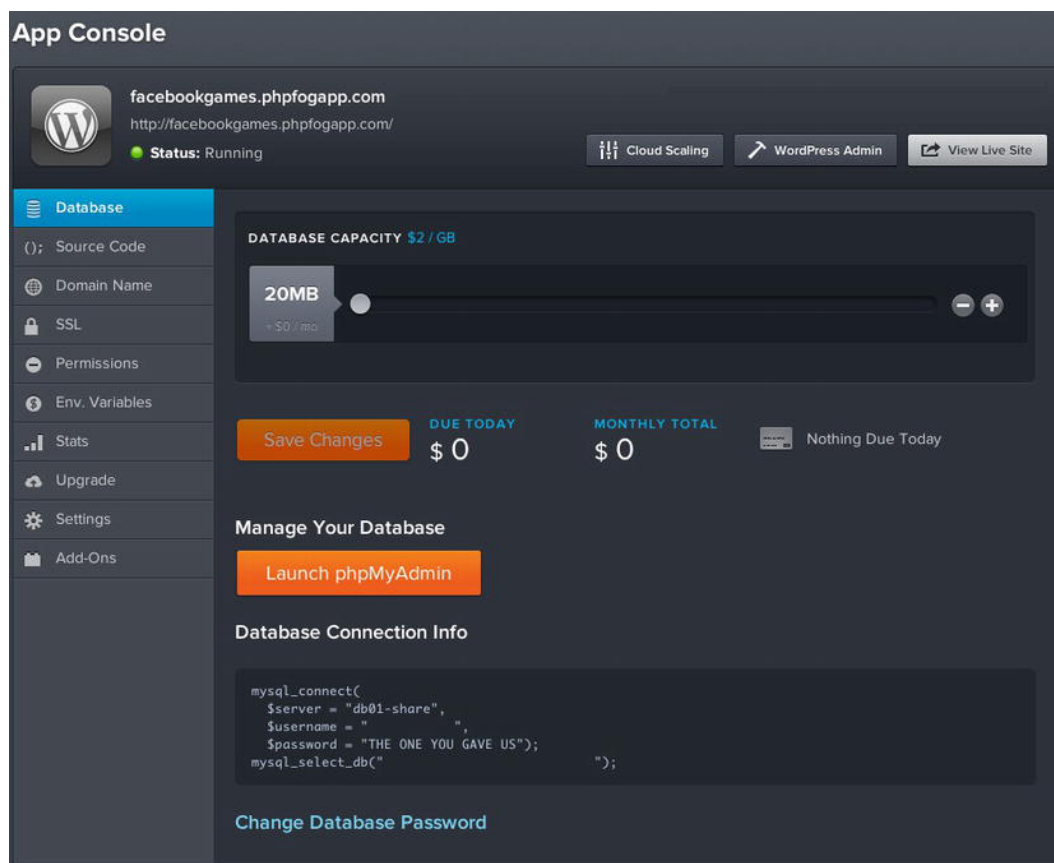 App Console
facebookgames.phpfogapp.com
http://facebookgames.phpfogapp.com/
Status: Running
Cloud Scaling
WordPress Admin
View Live Site
Database
(); Source Code
Domain Name
SSL
Permissions
Env. Variables
Stats
Upgrade
Settings
Add-Ons
DATABASE CAPACITY $2 / GB
20MB
+ $0 / mo
Save Changes
DUE TODAY
$ 0
MONTHLY TOTAL
$ 0
Nothing Due Today
Manage Your Database
Launch phpMyAdmin
Database Connection Info
mysql_connect(
$server = "db01-share",
$username = " ",
$password = "THE ONE YOU GAVE US");
mysql_select_db(" ");
Change Database Password